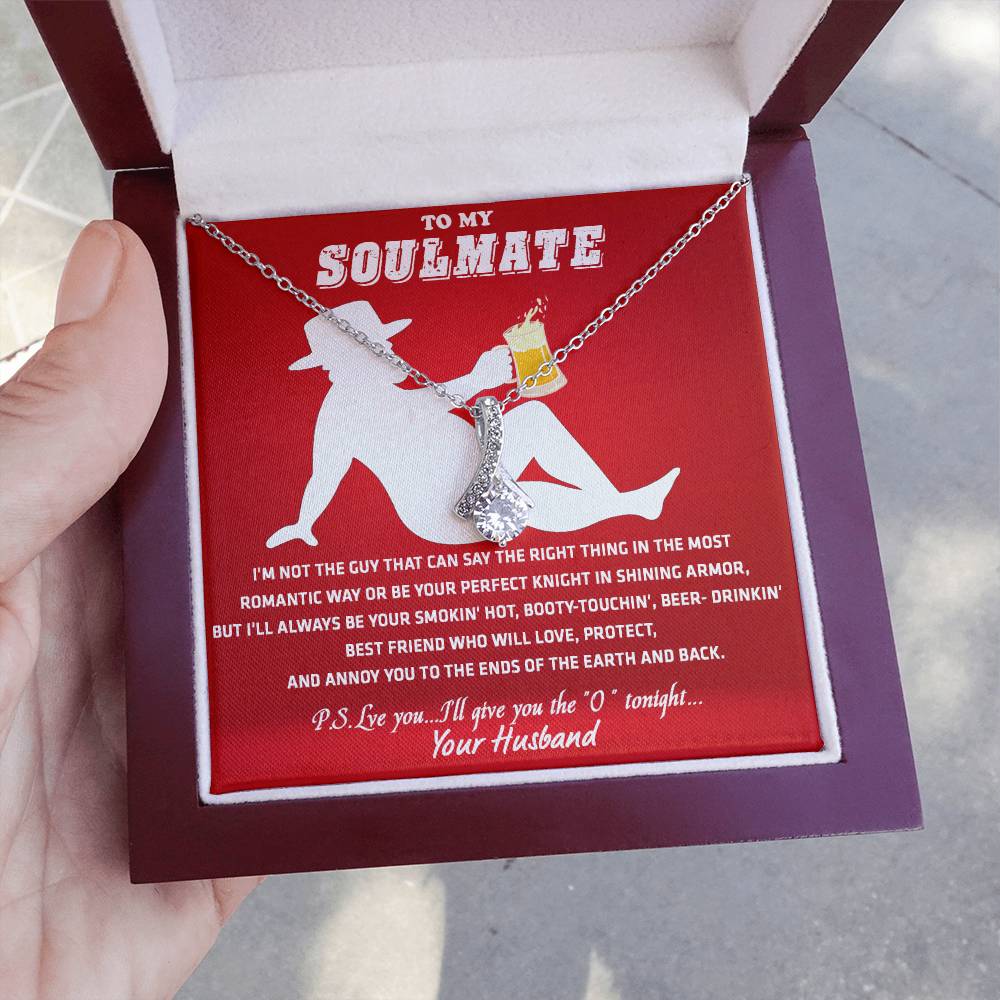 TO MY
SOULMATE
I'M NOT THE GUY THAT CAN SAY THE RIGHT THING IN THE MOST
ROMANTIC WAY OR BE YOUR PERFECT KNIGHT IN SHINING ARMOR,
BUT I'LL ALWAYS BE YOUR SMOKIN' HOT, BOOTY-TOUCHIN', BEER- DRINKIN'
BEST FRIEND WHO WILL LOVE, PROTECT,
AND ANNOY YOU TO THE ENDS OF THE EARTH AND BACK.
P.S. Lve you...I'll give you the "O " tonight...
Your Husband